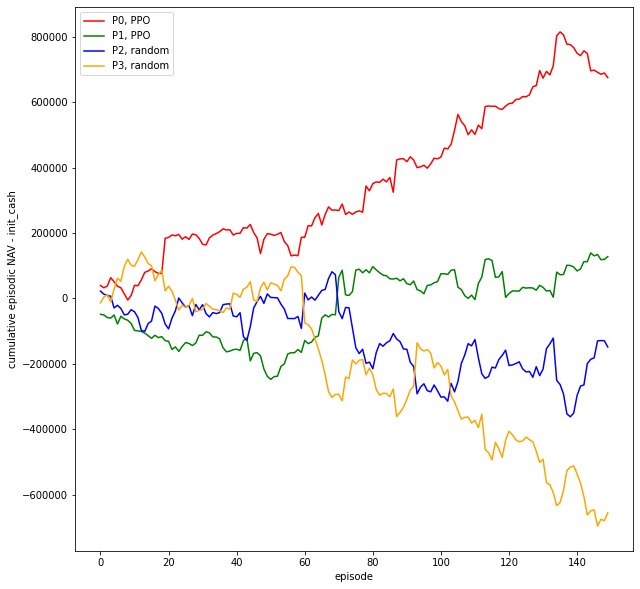 P0, PPO
P1, PPO
P2, random
P3, random
800000
600000
400000
200000
0
−200000
−400000
−600000
cumulative episodic NAV - init_cash
0 20 40 60 80 100 120 140
episode